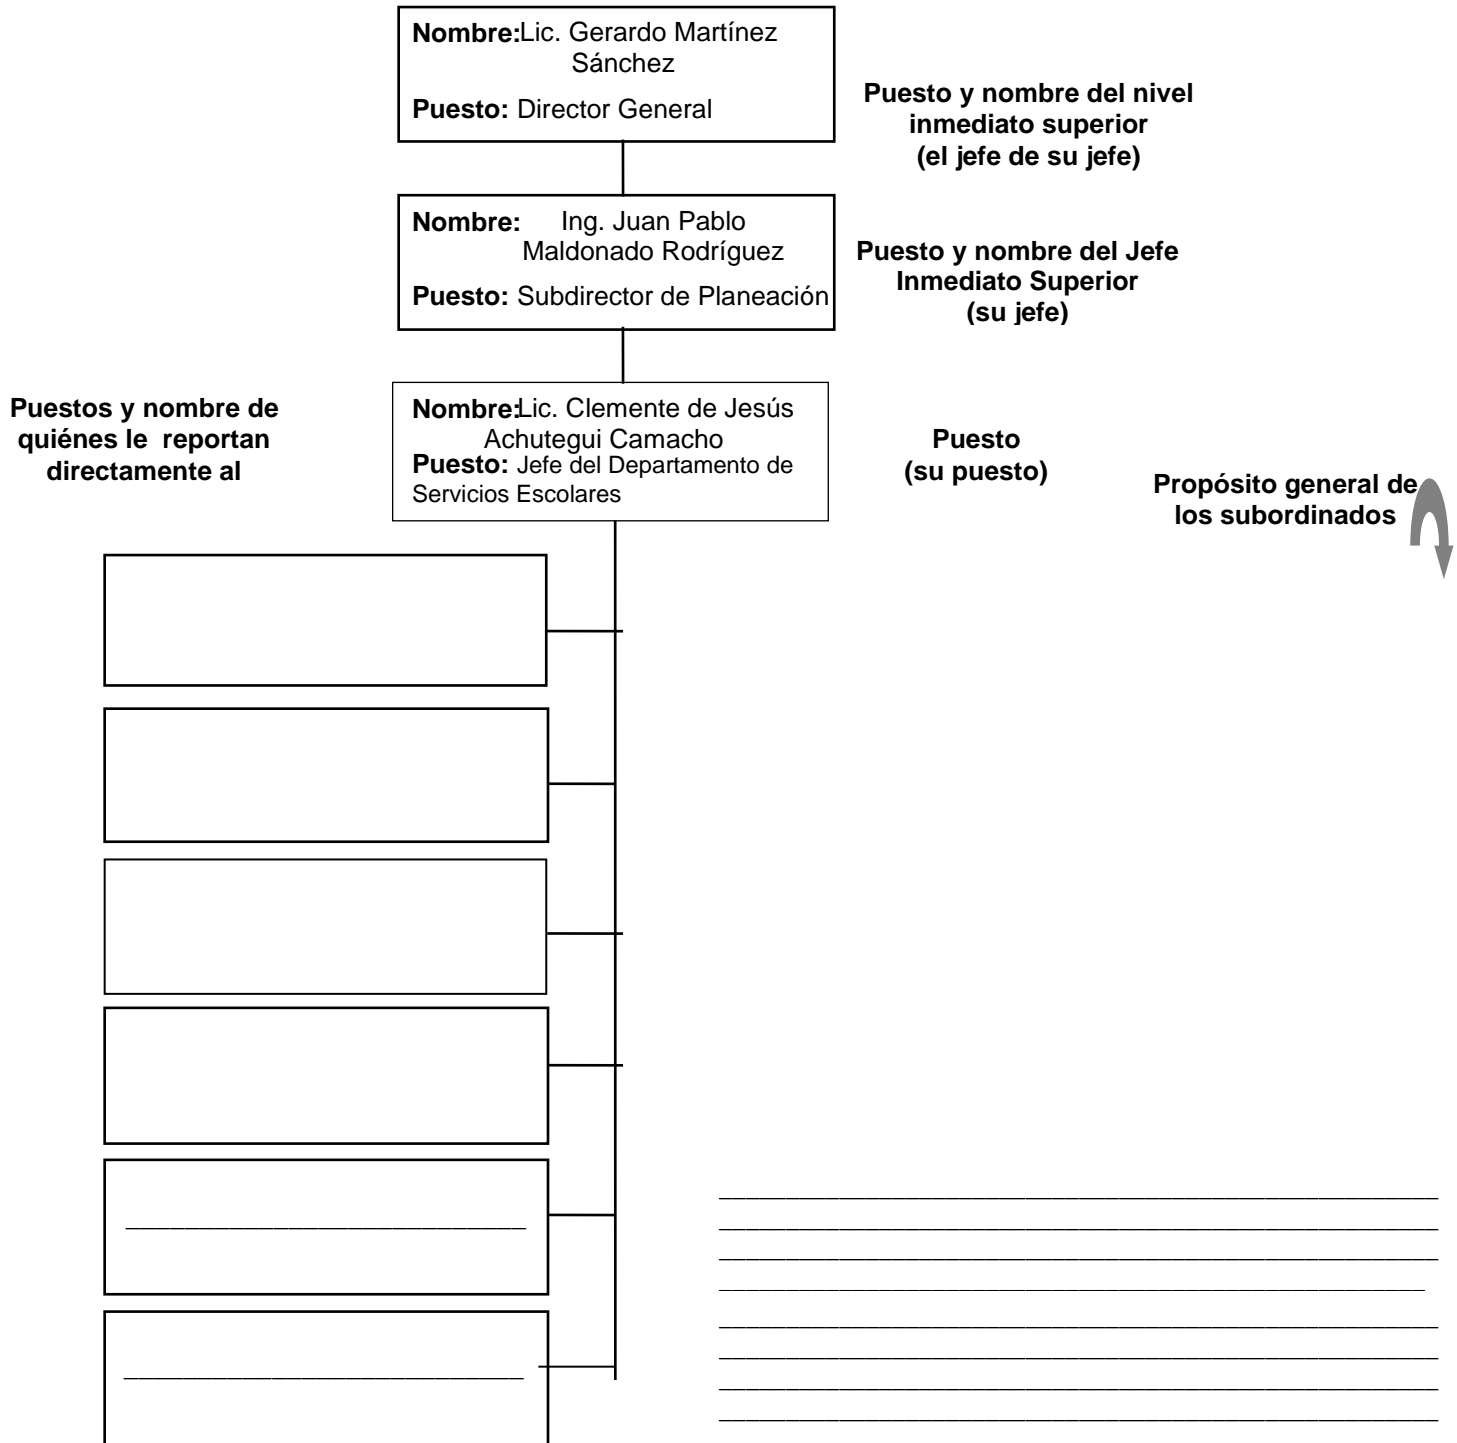 Nombre:Lic. Gerardo Martínez
Sánchez
Puesto: Director General
Puesto y nombre del nivel
inmediato superior
(el jefe de su jefe)
Nombre: Ing. Juan Pablo
Maldonado Rodríguez
Puesto: Subdirector de Planeación
Puesto y nombre del Jefe
Inmediato Superior
(su jefe)
Puestos y nombre de
quiénes le reportan
directamente al
Nombre:Lic. Clemente de Jesús
Achutegui Camacho
Puesto: Jefe del Departamento de
Servicios Escolares
Puesto
(su puesto)
Propósito general de
los subordinados